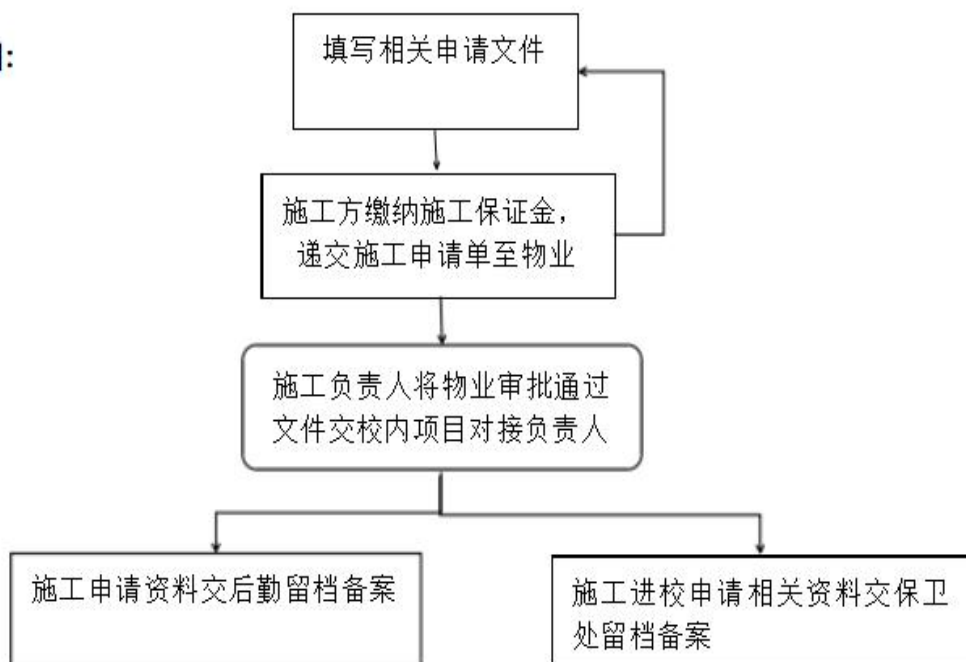 填写相关申请文件
施工方缴纳施工保证金，
递交施工申请单至物业
施工负责人将物业审批通过
文件交校内项目对接负责人
施工申请资料交后勤留档备案
施工进校申请相关资料交保卫
处留档备案